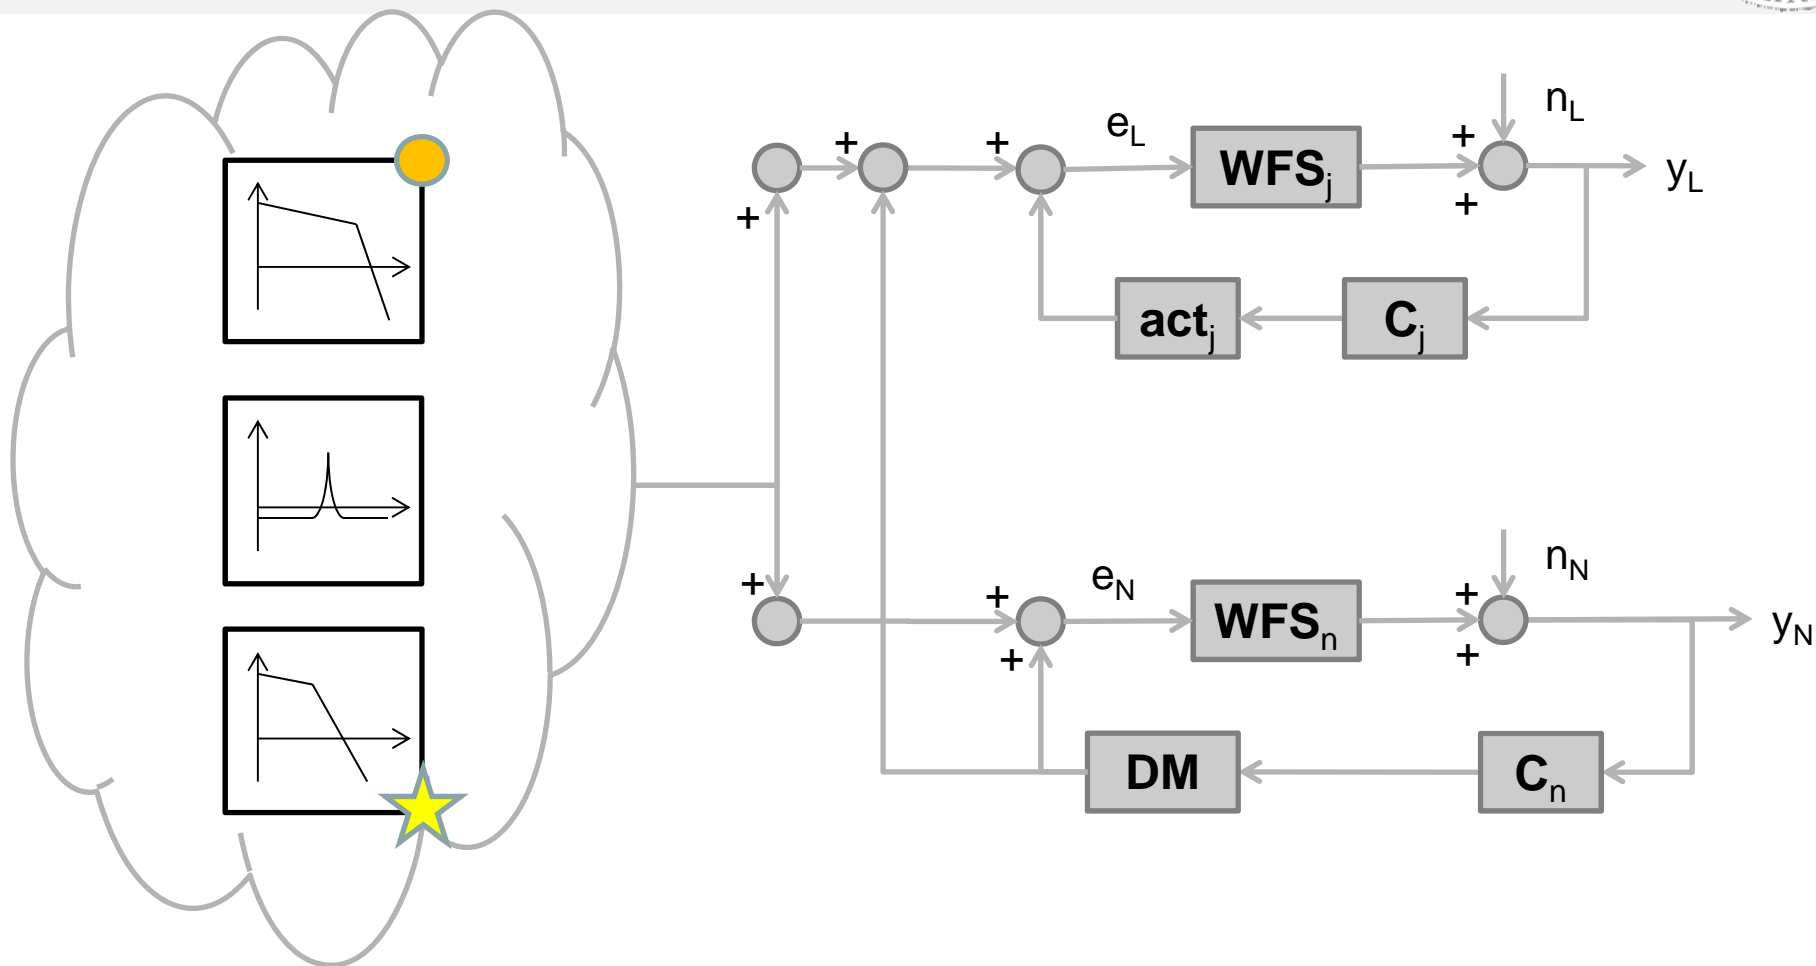 n_L
e_L
+ + + +
WFS_j
y_L
+ +
act_j
C_j
n_N
e_N
+ + +
WFS_n
y_N
+ +
DM
C_n